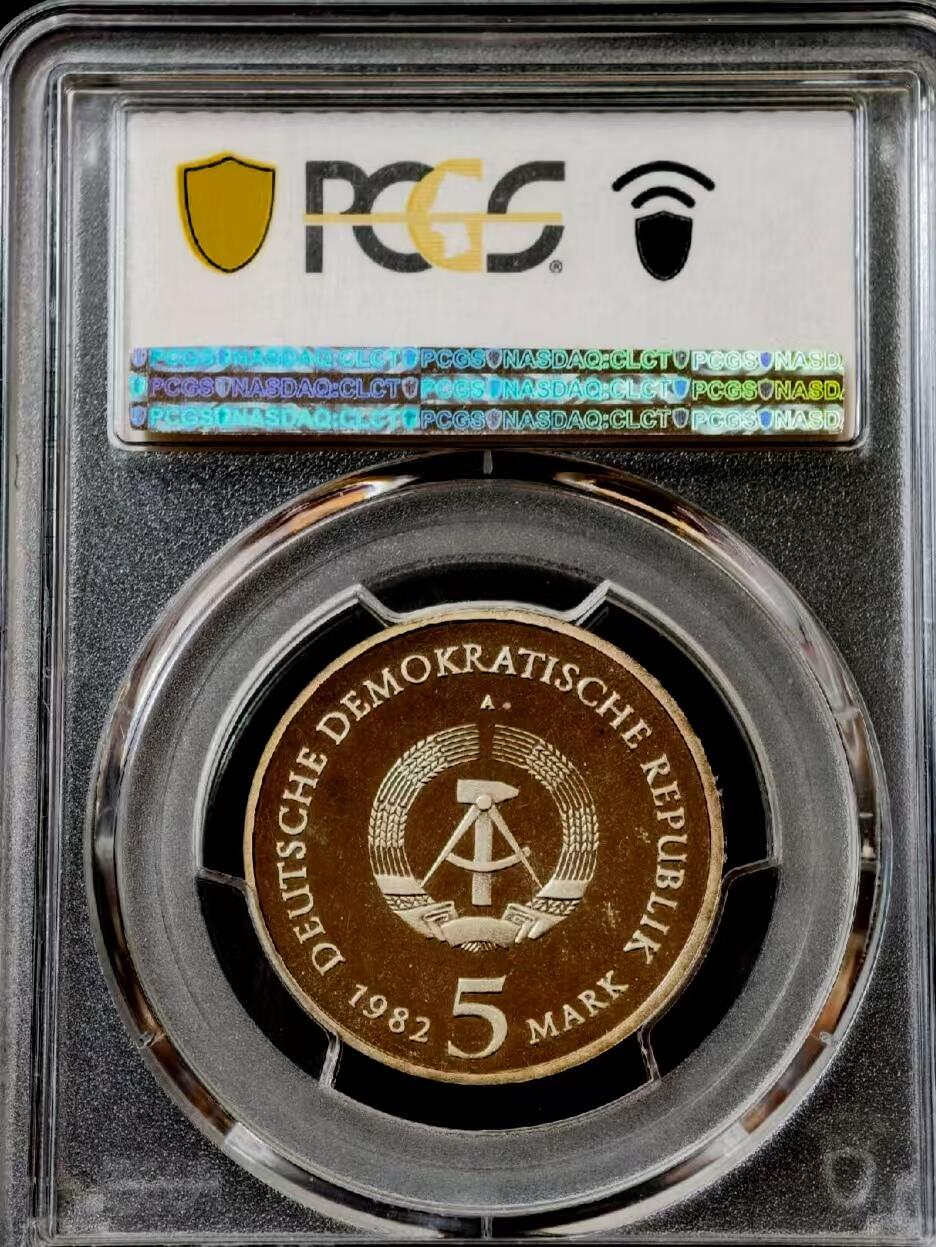 PCGS®
PCGS NASDAQ:CLCT PCGS NASDAQ:CLCT PCGS NASD
PCGS NASDAQ:CLCT PCGS NASDAQ:CLCT PCGS NASDA
PCGS NASDAQ:CLCT PCGS NASDAQ:CLCT PCGS NASD
DEUTSCHE DEMOKRATISCHE REPUBLIK
A
1982 5 MARK